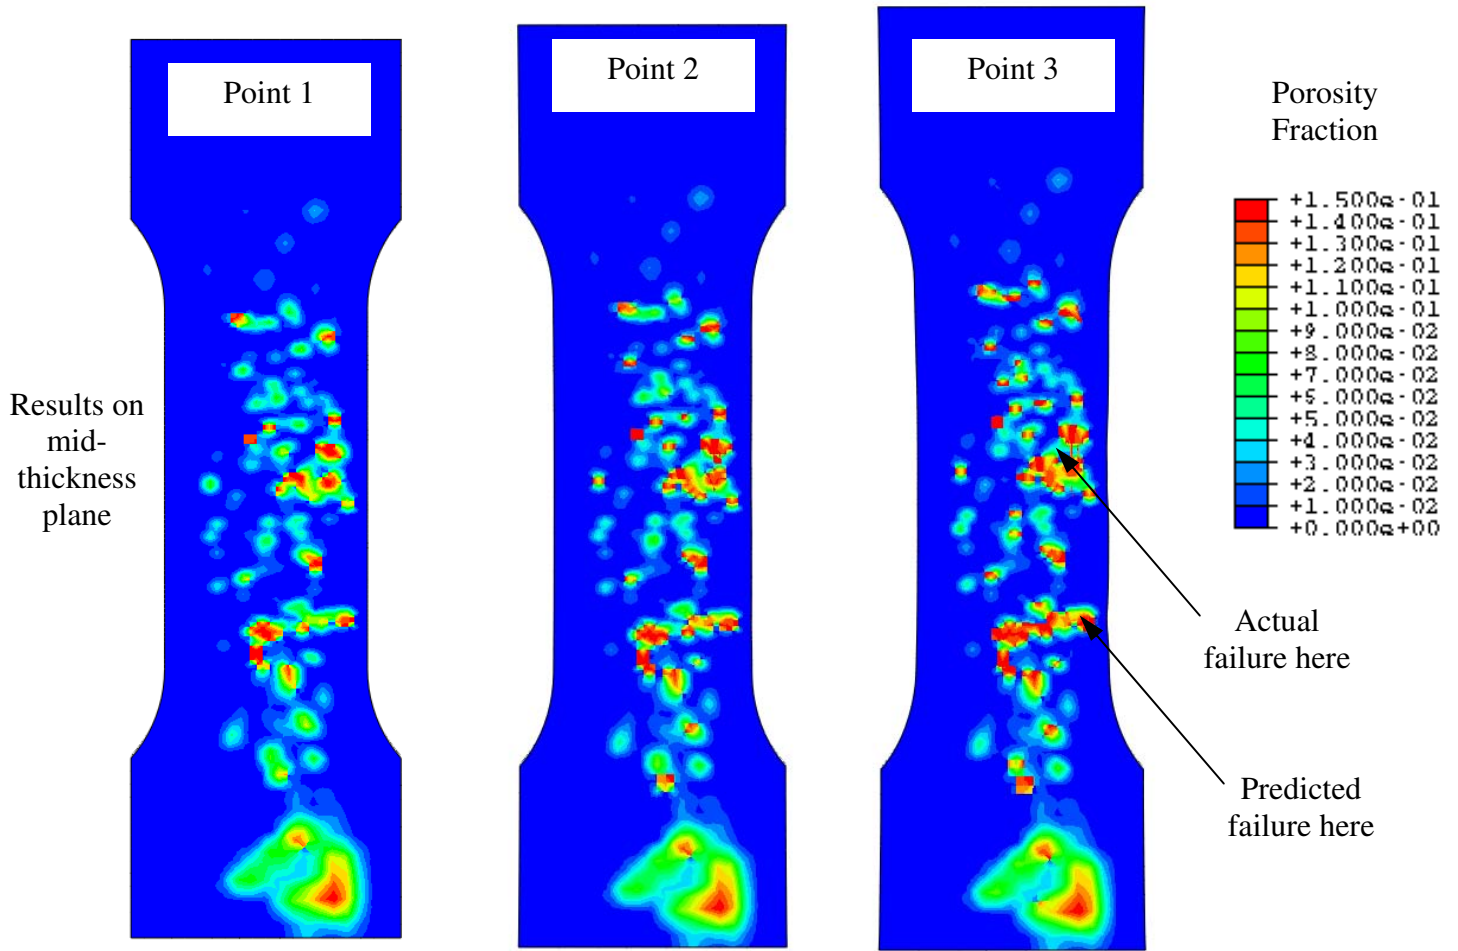 Point 1
Point 2
Point 3
Porosity
Fraction
+1.500e-01
+1.400e-01
+1.300e-01
+1.200e-01
+1.100e-01
+1.000e-01
+9.000e-02
+8.000e-02
+7.000e-02
+6.000e-02
+5.000e-02
+4.000e-02
+3.000e-02
+2.000e-02
+1.000e-02
+0.000e+00
Results on
mid-
thickness
plane
Actual
failure here
Predicted
failure here